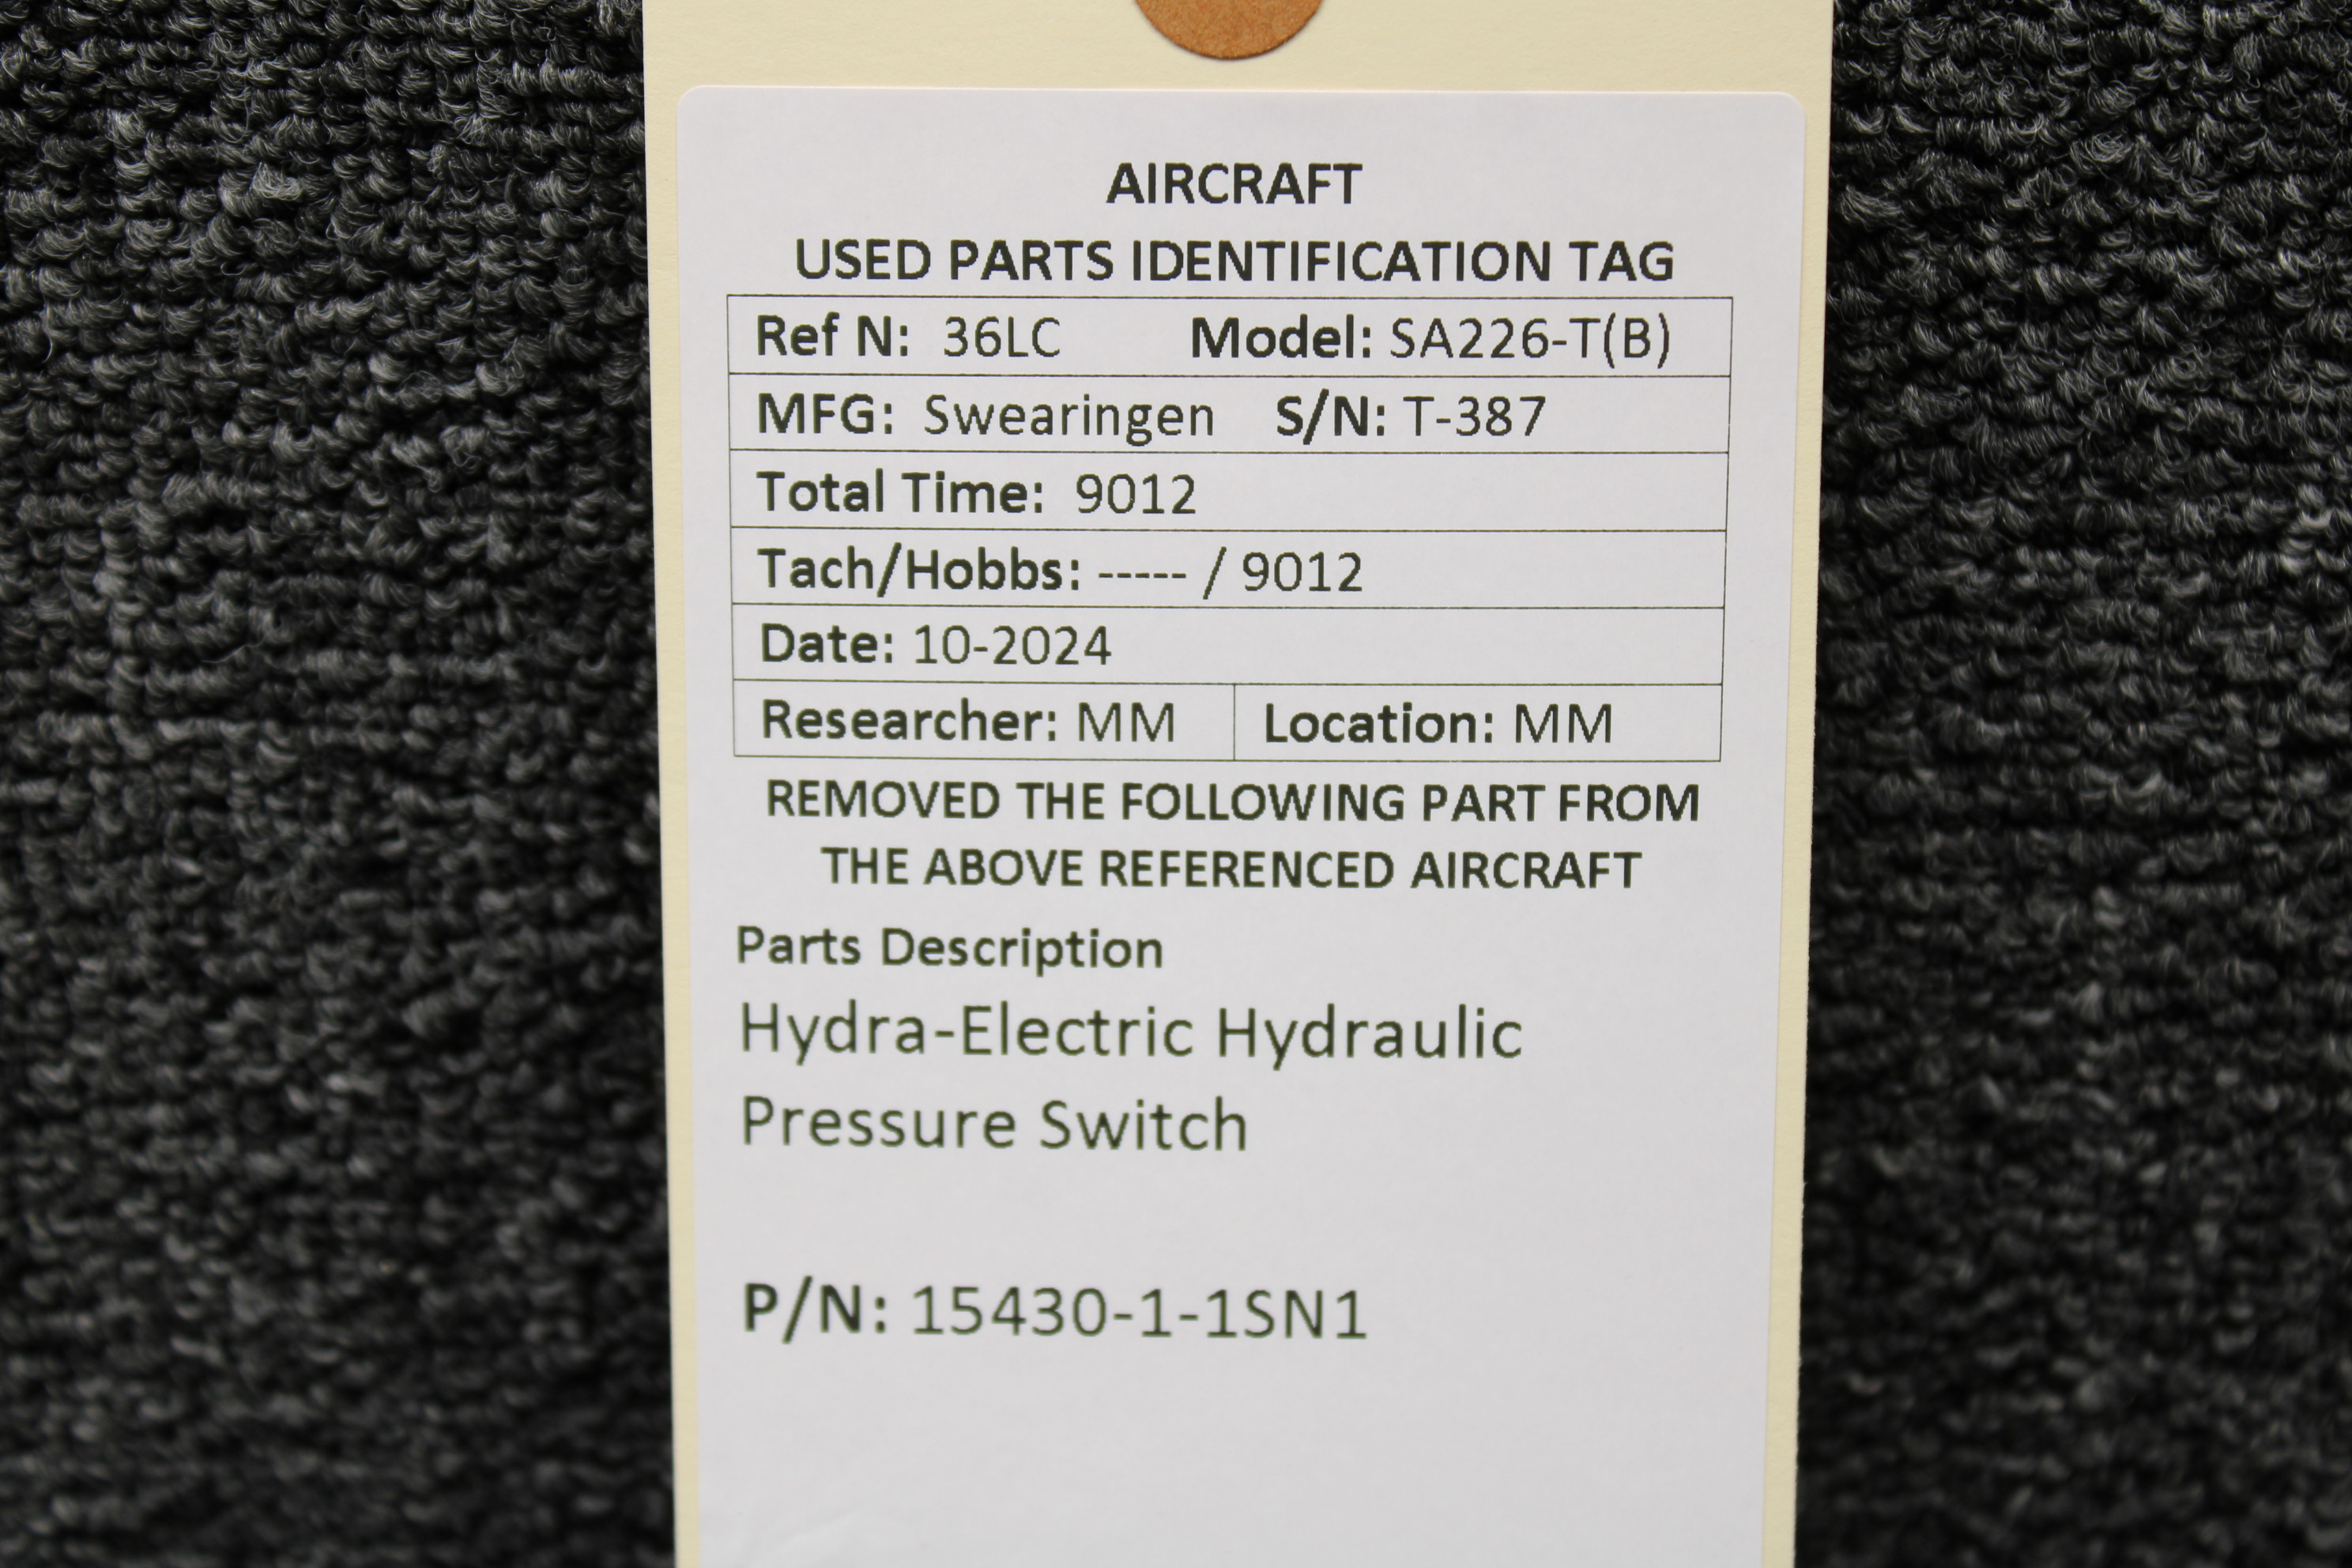 AIRCRAFT
USED PARTS IDENTIFICATION TAG
Ref N: 36LC Model: SA226-T(B)
MFG: Swearingen S/N: T-387
Total Time: 9012
Tach/Hobbs: ----- / 9012
Date: 10-2024
Researcher: MM Location: MM
REMOVED THE FOLLOWING PART FROM
THE ABOVE REFERENCED AIRCRAFT
Parts Description
Hydra-Electric Hydraulic
Pressure Switch
P/N: 15430-1-1SN1